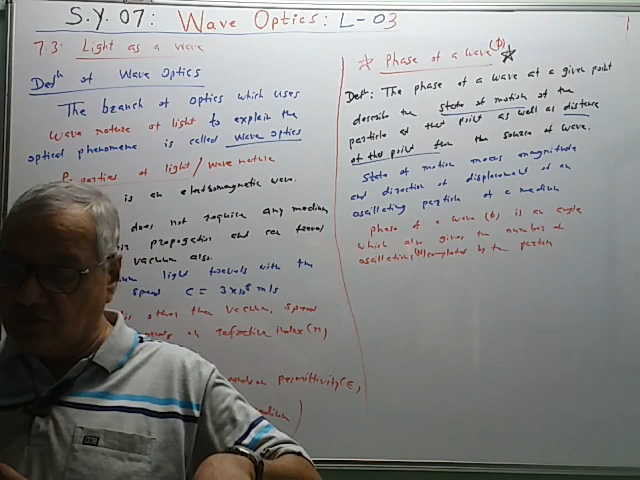 S.Y. 07: Wave Optics: L-03
1
7.3: Light as a wave
Defⁿ of Wave Optics
The branch of optics which uses
wave nature of light to explain the
optical phenomena is called wave optics
of light / wave nature
is an electromagnetic wave.
does not require any medium
propogation and can travel
vacuum also.
light travels with the
speed c = 3×10⁸ m/s
other than vacuum, speed
on refractive index (n)
on permittivity (ε,
☆ Phase of a wave (ϕ) ☆
Defⁿ: The phase of a wave at a given point
describe the state of motion of the
particle at that point as well as distance
of that point from the source of wave.
State of motion means magnitude
and direction of displacement of an
oscillating particle of a medium
phase of a wave (ϕ) is an angle
which also gives the number of
oscillations completed by the particle